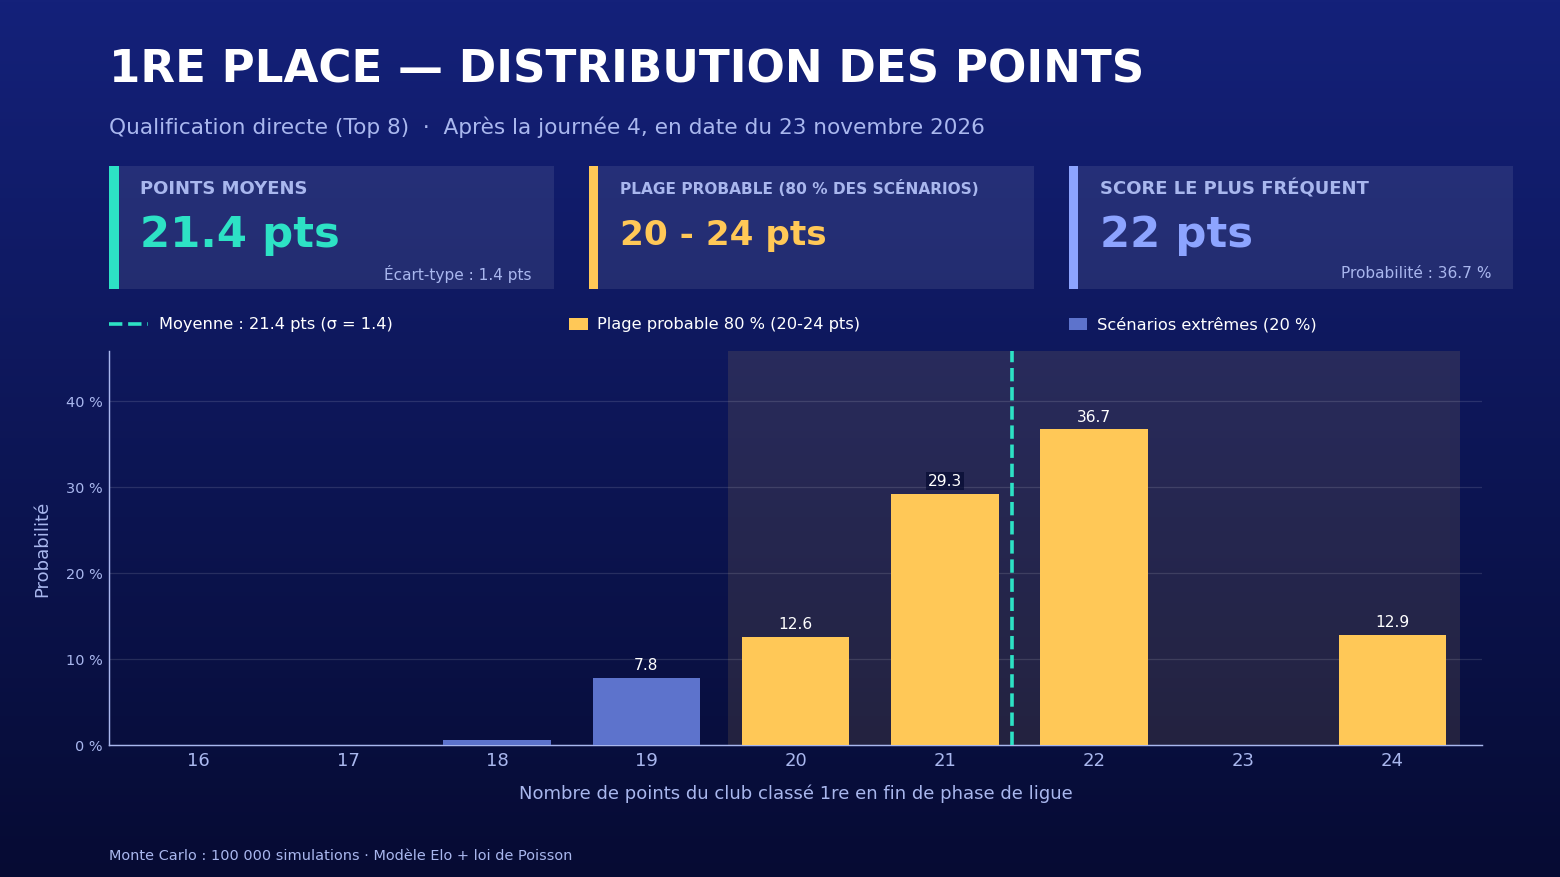 1RE PLACE — DISTRIBUTION DES POINTS
Qualification directe (Top 8) · Après la journée 4, en date du 23 novembre 2026
POINTS MOYENS
21.4 pts
Écart-type : 1.4 pts
PLAGE PROBABLE (80 % DES SCÉNARIOS)
20 - 24 pts
SCORE LE PLUS FRÉQUENT
22 pts
Probabilité : 36.7 %
Moyenne : 21.4 pts (σ = 1.4)
Plage probable 80 % (20-24 pts)
Scénarios extrêmes (20 %)
Probabilité
40 %
30 %
20 %
10 %
0 %
7.8
12.6
29.3
36.7
12.9
16 17 18 19 20 21 22 23 24
Nombre de points du club classé 1re en fin de phase de ligue
Monte Carlo : 100 000 simulations · Modèle Elo + loi de Poisson